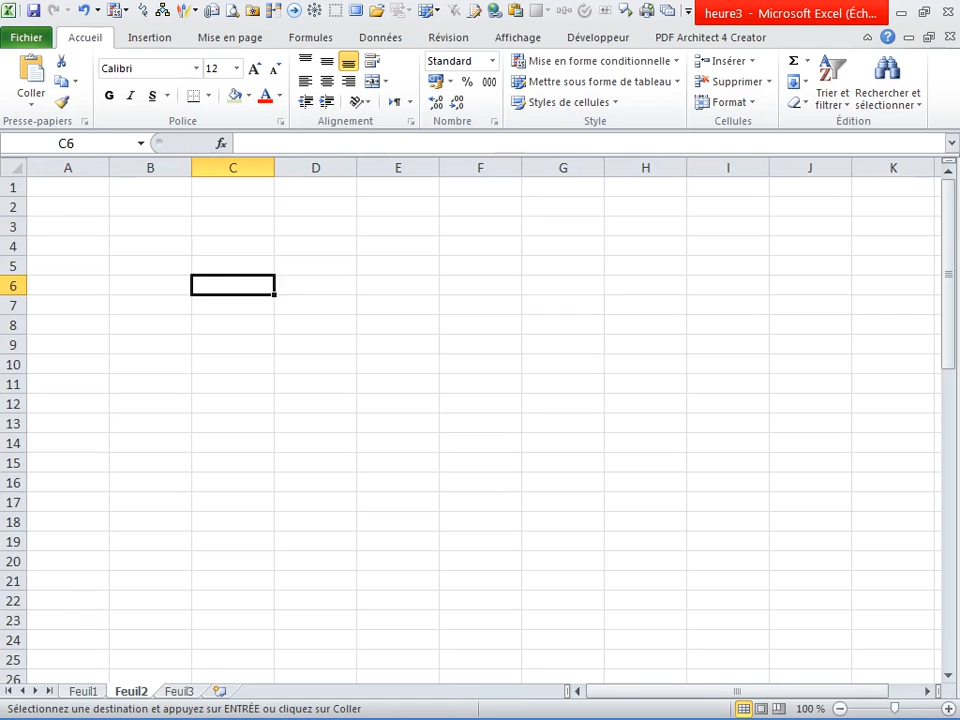 heure3 - Microsoft Excel (Éch...
Fichier Accueil Insertion Mise en page Formules Données Révision Affichage Développeur PDF Architect 4 Creator
Coller
Presse-papiers
Calibri 12
G I S
Police
Alignement
Standard
% 000
Nombre
Mise en forme conditionnelle
Mettre sous forme de tableau
Styles de cellules
Style
Insérer
Supprimer
Format
Cellules
Σ
Trier et filtrer
Rechercher et sélectionner
Édition
C6 fx
A B C D E F G H I J K
1
2
3
4
5
6
7
8
9
10
11
12
13
14
15
16
17
18
19
20
21
22
23
24
25
26
Feuil1 Feuil2 Feuil3
Sélectionnez une destination et appuyez sur ENTRÉE ou cliquez sur Coller 100 %